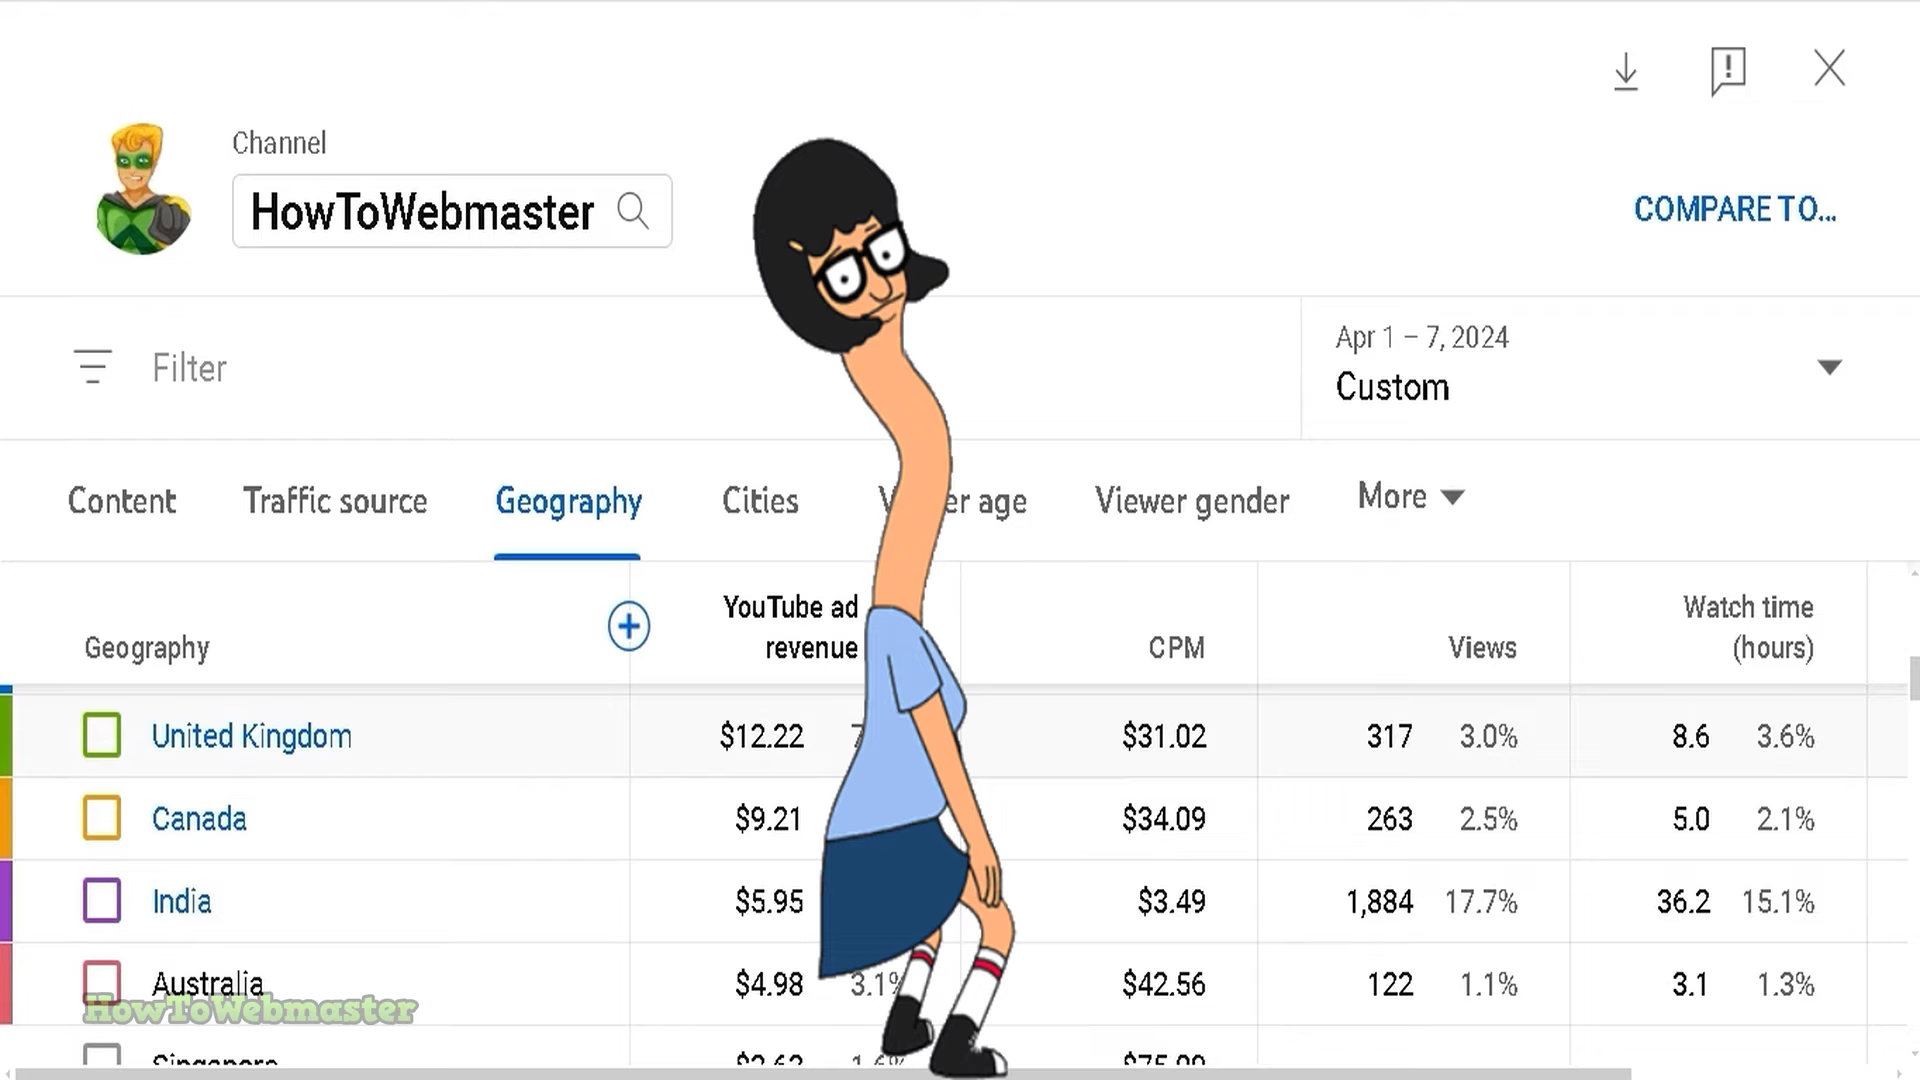 Channel
HowToWebmaster
COMPARE TO...
Filter
Apr 1 – 7, 2024
Custom
Content Traffic source Geography Cities age Viewer gender More
Geography YouTube ad revenue CPM Views Watch time (hours)
United Kingdom $12.22 $31.02 317 3.0% 8.6 3.6%
Canada $9.21 $34.09 263 2.5% 5.0 2.1%
India $5.95 $3.49 1,884 17.7% 36.2 15.1%
Australia $4.98 3.1% $42.56 122 1.1% 3.1 1.3%
HowToWebmaster
Singapore